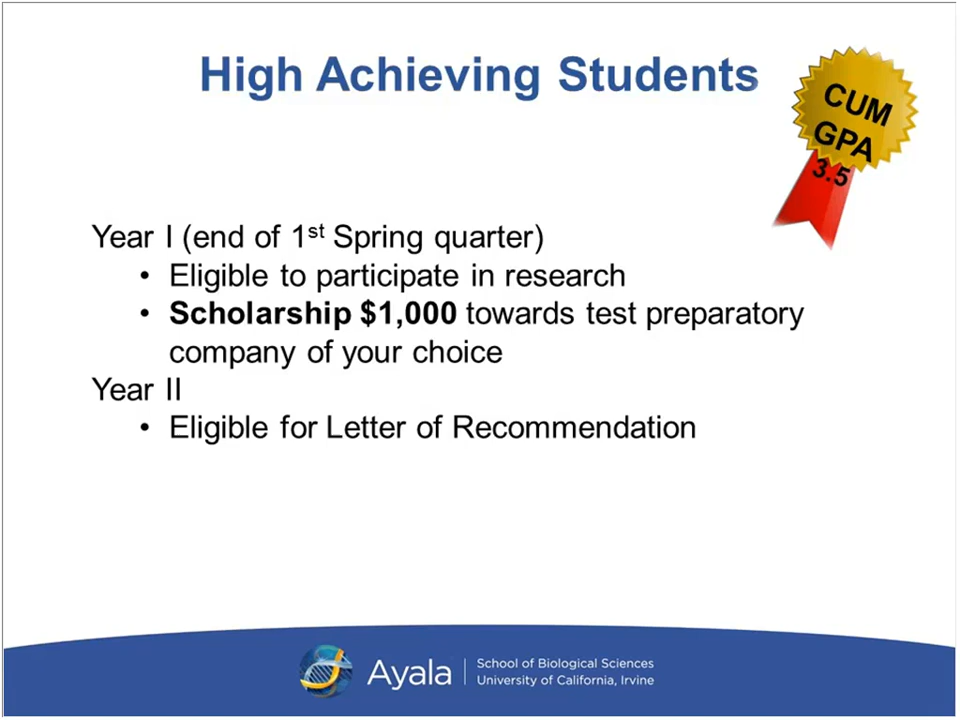 High Achieving Students
CUM
GPA
3.5
Year I (end of 1st Spring quarter)
• Eligible to participate in research
• Scholarship $1,000 towards test preparatory
company of your choice
Year II
• Eligible for Letter of Recommendation
Ayala
School of Biological Sciences
University of California, Irvine